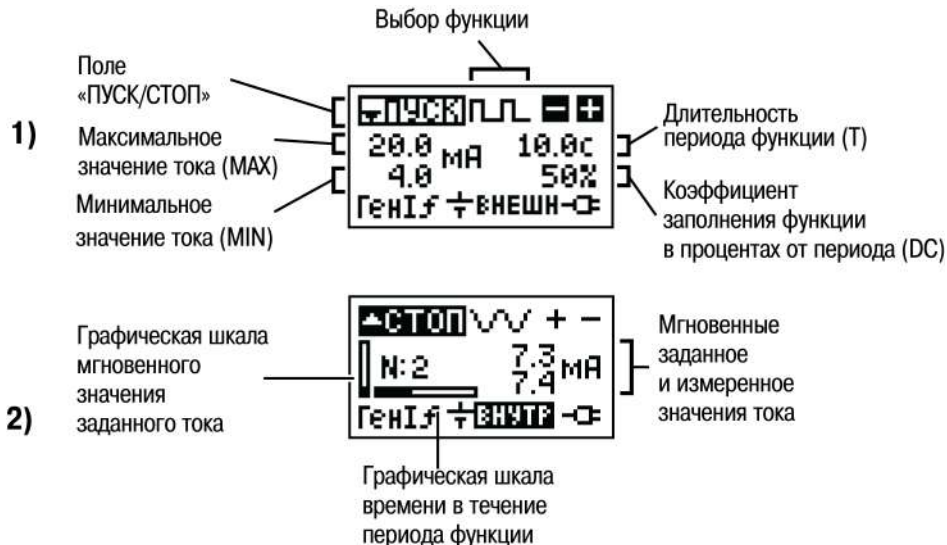 Выбор функции
Поле
«ПУСК/СТОП»
1)
Максимальное
значение тока (MAX)
Минимальное
значение тока (MIN)
ПУСК
20.0 мА 10.0с
4.0 50%
ГенIf ВНЕШН
Длительность
периода функции (T)
Коэффициент
заполнения функции
в процентах от периода (DC)
2)
Графическая шкала
мгновенного
значения
заданного тока
СТОП + -
N:2 7.3 мА
7.4
ГенIf ВНУТР
Мгновенные
заданное
и измеренное
значения тока
Графическая шкала
времени в течение
периода функции